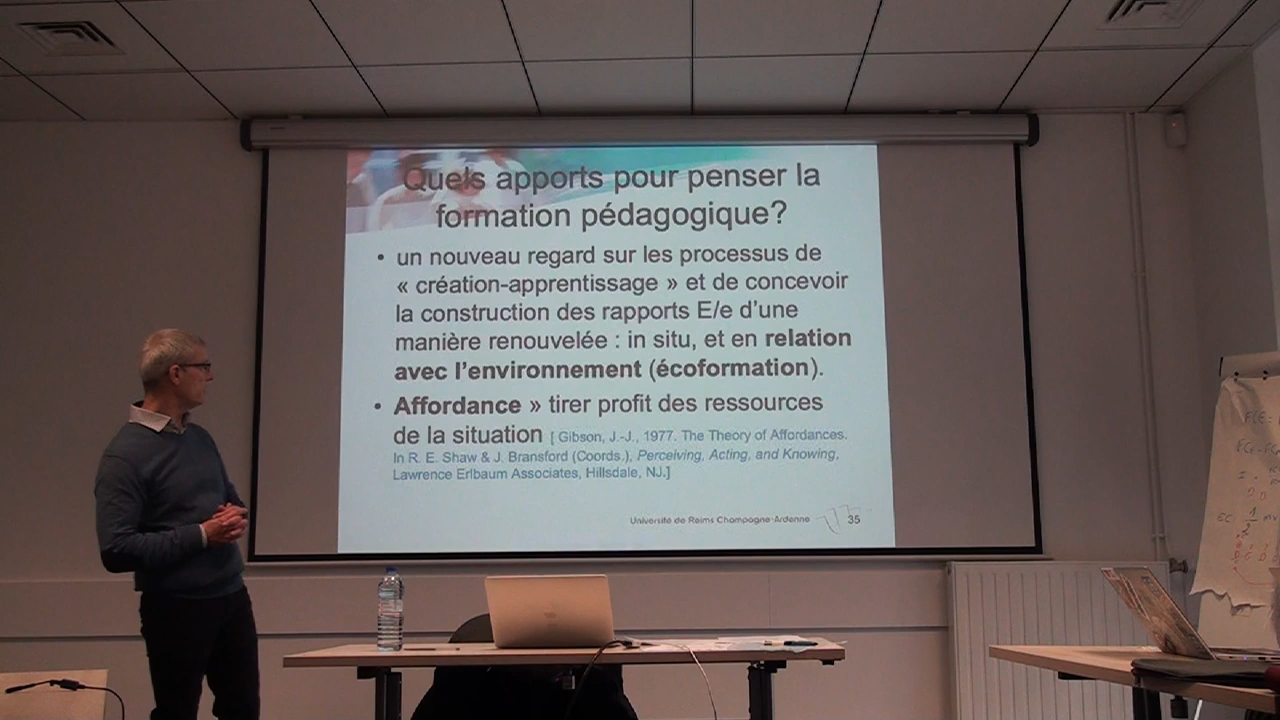 Quels apports pour penser la
formation pédagogique?
• un nouveau regard sur les processus de
« création-apprentissage » et de concevoir
la construction des rapports E/e d'une
manière renouvelée : in situ, et en relation
avec l'environnement (écoformation).
• Affordance » tirer profit des ressources
de la situation [ Gibson, J.-J., 1977. The Theory of Affordances.
In R. E. Shaw & J. Bransford (Coords.), Perceiving, Acting, and Knowing,
Lawrence Erlbaum Associates, Hillsdale, NJ.]
Université de Reims Champagne-Ardenne 35